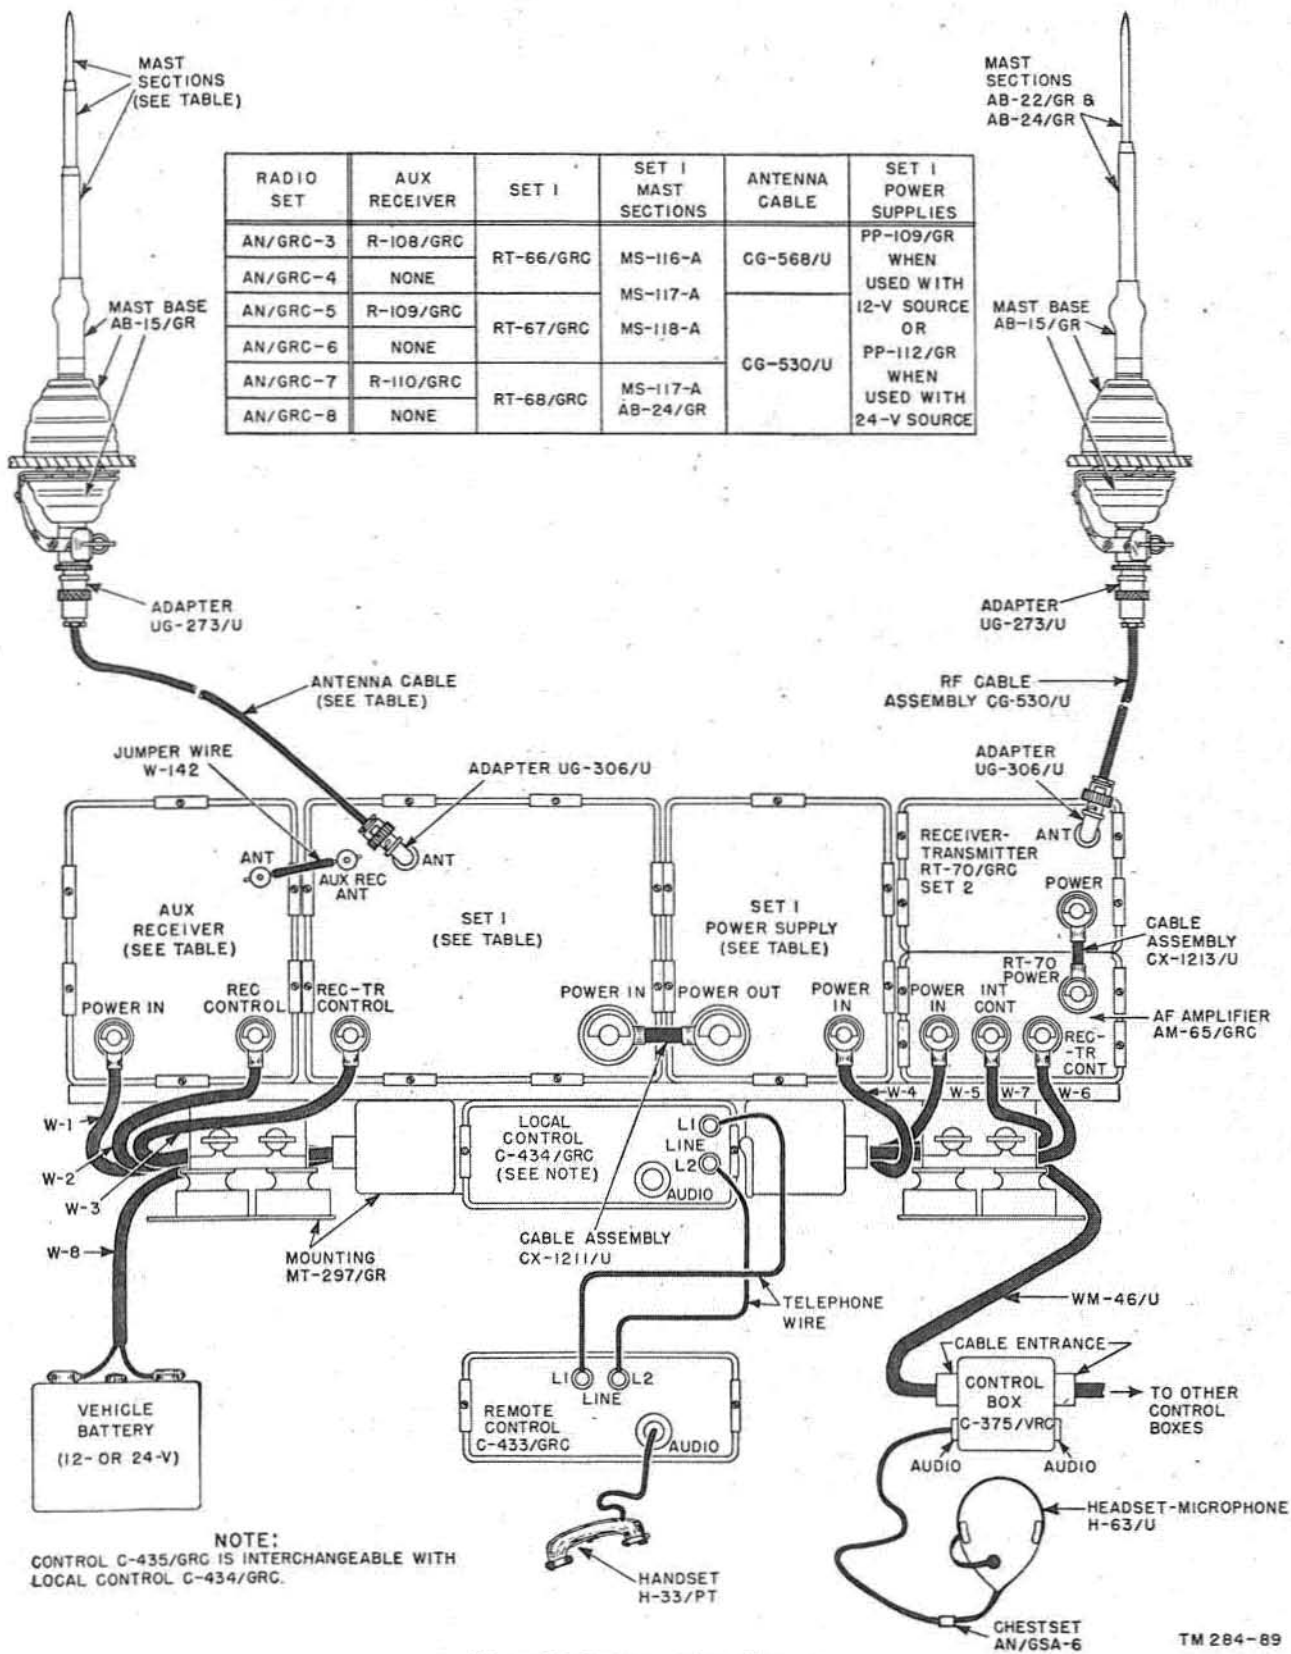 MAST
SECTIONS
(SEE TABLE)
MAST
SECTIONS
AB-22/GR &
AB-24/GR
RADIO
SET
AUX
RECEIVER
SET 1
SET 1
MAST
SECTIONS
ANTENNA
CABLE
SET 1
POWER
SUPPLIES
AN/GRC-3
R-108/GRC
AN/GRC-4
NONE
AN/GRC-5
R-109/GRC
AN/GRC-6
NONE
AN/GRC-7
R-110/GRC
AN/GRC-8
NONE
RT-66/GRC
RT-67/GRC
RT-68/GRC
MS-116-A
MS-117-A
MS-118-A
MS-117-A
AB-24/GR
CG-568/U
CG-530/U
PP-109/GR
WHEN
USED WITH
12-V SOURCE
OR
PP-112/GR
WHEN
USED WITH
24-V SOURCE
MAST BASE
AB-15/GR
MAST BASE
AB-15/GR
ADAPTER
UG-273/U
ADAPTER
UG-273/U
ANTENNA CABLE
(SEE TABLE)
RF CABLE
ASSEMBLY CG-530/U
JUMPER WIRE
W-142
ADAPTER UG-306/U
ADAPTER
UG-306/U
ANT
AUX REC
ANT
ANT
RECEIVER-
TRANSMITTER
RT-70/GRC
SET 2
ANT
POWER
AUX
RECEIVER
(SEE TABLE)
SET 1
(SEE TABLE)
SET 1
POWER SUPPLY
(SEE TABLE)
CABLE
ASSEMBLY
CX-1213/U
RT-70
POWER
POWER IN
REC
CONTROL
REC-TR
CONTROL
POWER IN
POWER OUT
POWER
IN
POWER
IN
INT
CONT
REC-
-TR
CONT
AF AMPLIFIER
AM-65/GRC
W-1
W-2
W-3
W-4
W-5
W-7
W-6
LOCAL
CONTROL
C-434/GRC
(SEE NOTE)
L1
LINE
L2
AUDIO
W-8
MOUNTING
MT-297/GR
CABLE ASSEMBLY
CX-1211/U
TELEPHONE
WIRE
WM-46/U
CABLE ENTRANCE
CONTROL
BOX
C-375/VRC
TO OTHER
CONTROL
BOXES
AUDIO
AUDIO
L1
L2
LINE
REMOTE
CONTROL
C-433/GRC
AUDIO
VEHICLE
BATTERY
(12- OR 24-V)
HEADSET-MICROPHONE
H-63/U
NOTE:
CONTROL C-435/GRC IS INTERCHANGEABLE WITH
LOCAL CONTROL C-434/GRC.
HANDSET
H-33/PT
CHESTSET
AN/GSA-6
TM 284-89